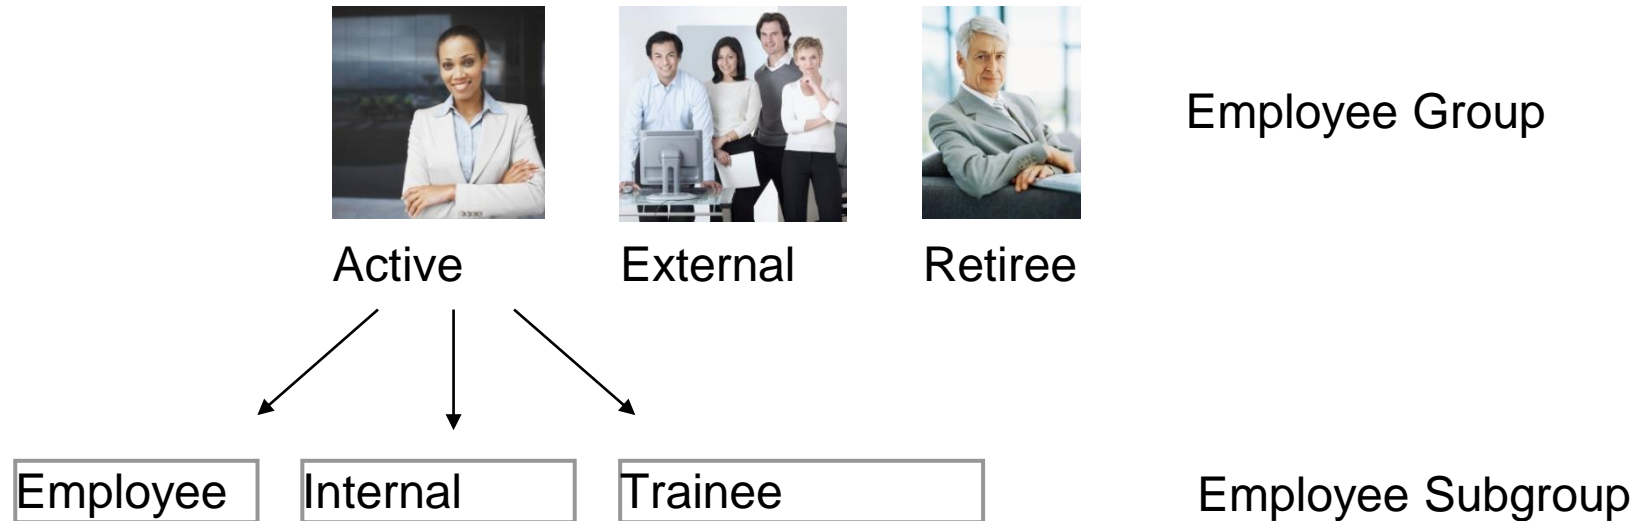 Employee Group
Active External Retiree
Employee Internal Trainee
Employee Subgroup